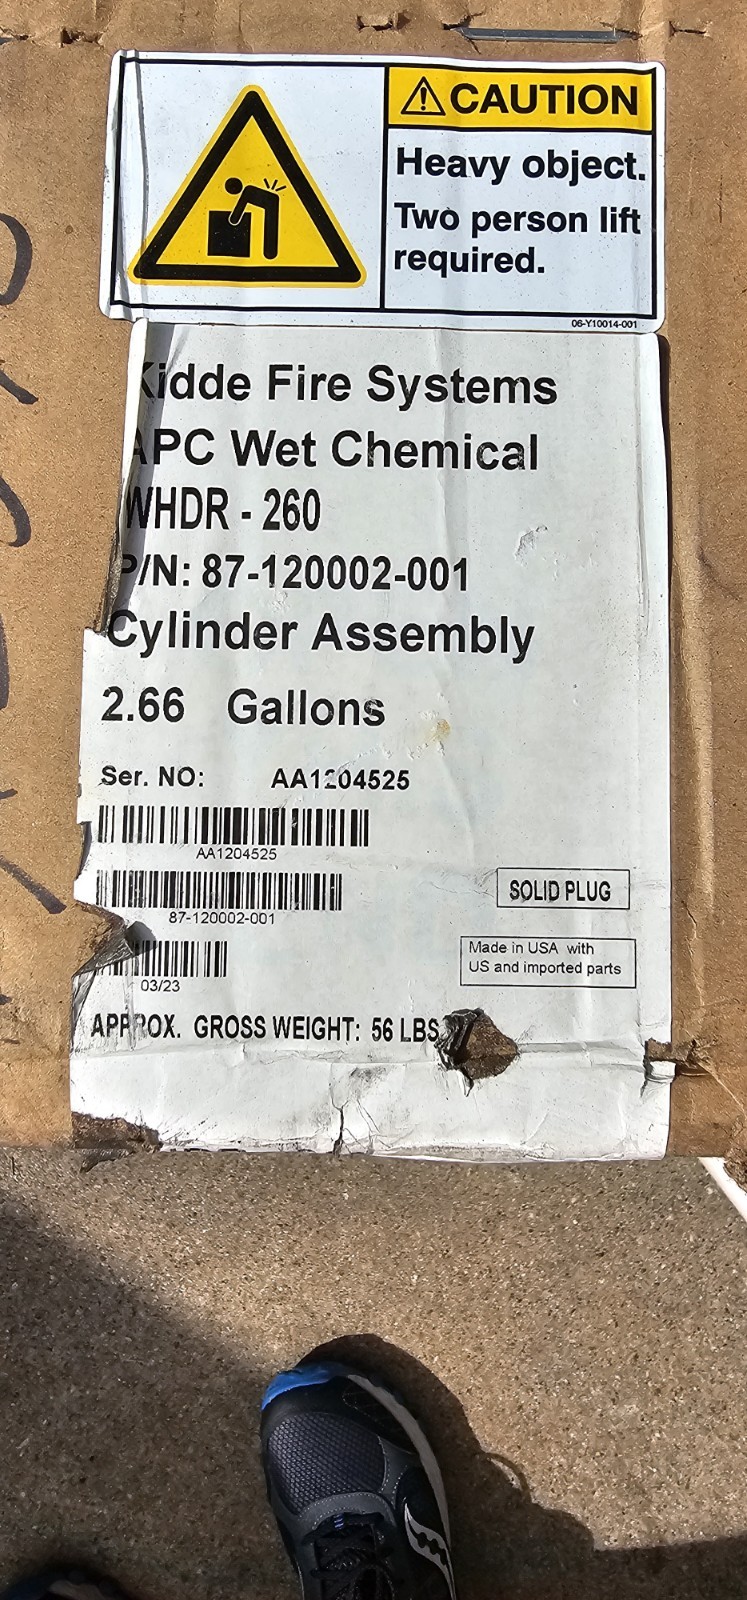 CAUTION
Heavy object.
Two person lift
required.
06-Y10014-001
Kidde Fire Systems
APC Wet Chemical
WHDR - 260
P/N: 87-120002-001
Cylinder Assembly
2.66 Gallons
Ser. NO: AA1204525
AA1204525
87-120002-001
SOLID PLUG
03/23
Made in USA with
US and imported parts
APPROX. GROSS WEIGHT: 56 LBS